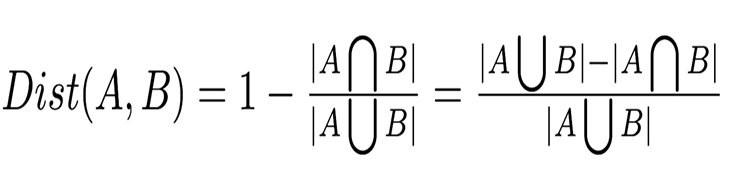 Dist(A, B) = 1 − |A ⋂ B| / |A ⋃ B| = |A ⋃ B|−|A ⋂ B| / |A ⋃ B|